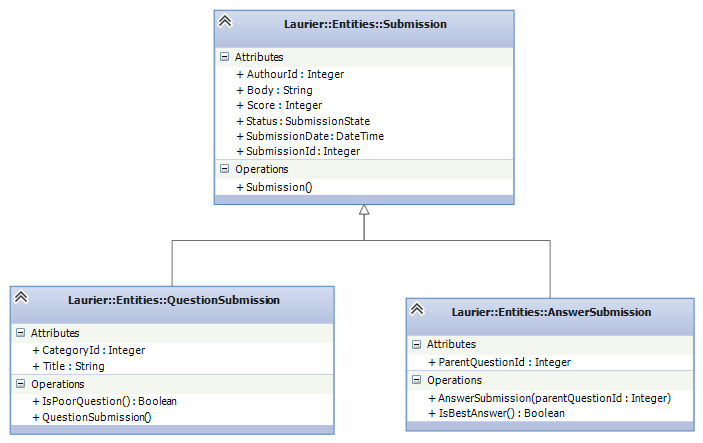 Laurier::Entities::Submission
Attributes
+ AuthourId : Integer
+ Body : String
+ Score : Integer
+ Status : SubmissionState
+ SubmissionDate : DateTime
+ SubmissionId : Integer
Operations
+ Submission()
Laurier::Entities::QuestionSubmission
Attributes
+ CategoryId : Integer
+ Title : String
Operations
+ IsPoorQuestion() : Boolean
+ QuestionSubmission()
Laurier::Entities::AnswerSubmission
Attributes
+ ParentQuestionId : Integer
Operations
+ AnswerSubmission(parentQuestionId : Integer)
+ IsBestAnswer() : Boolean